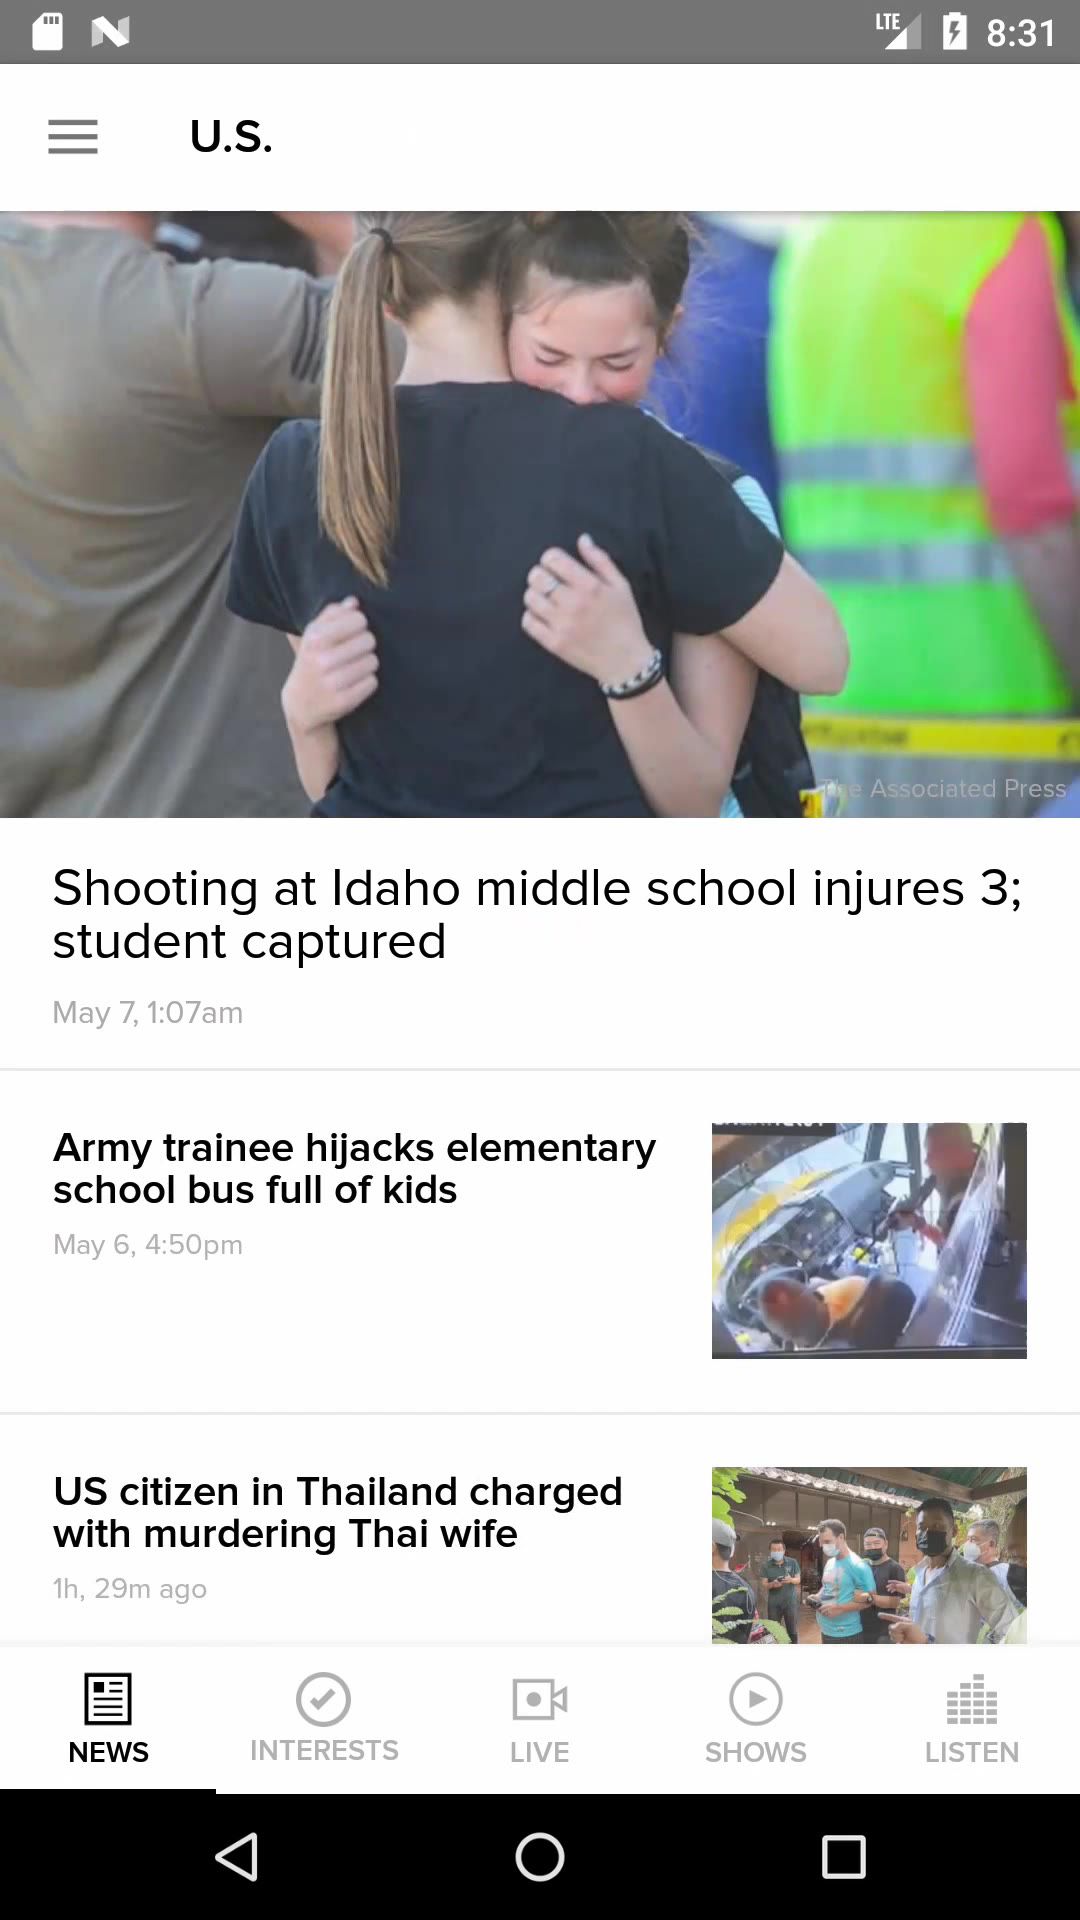 LTE 8:31
U.S.
The Associated Press
Shooting at Idaho middle school injures 3;
student captured
May 7, 1:07am
Army trainee hijacks elementary
school bus full of kids
May 6, 4:50pm
US citizen in Thailand charged
with murdering Thai wife
1h, 29m ago
NEWS
INTERESTS
LIVE
SHOWS
LISTEN